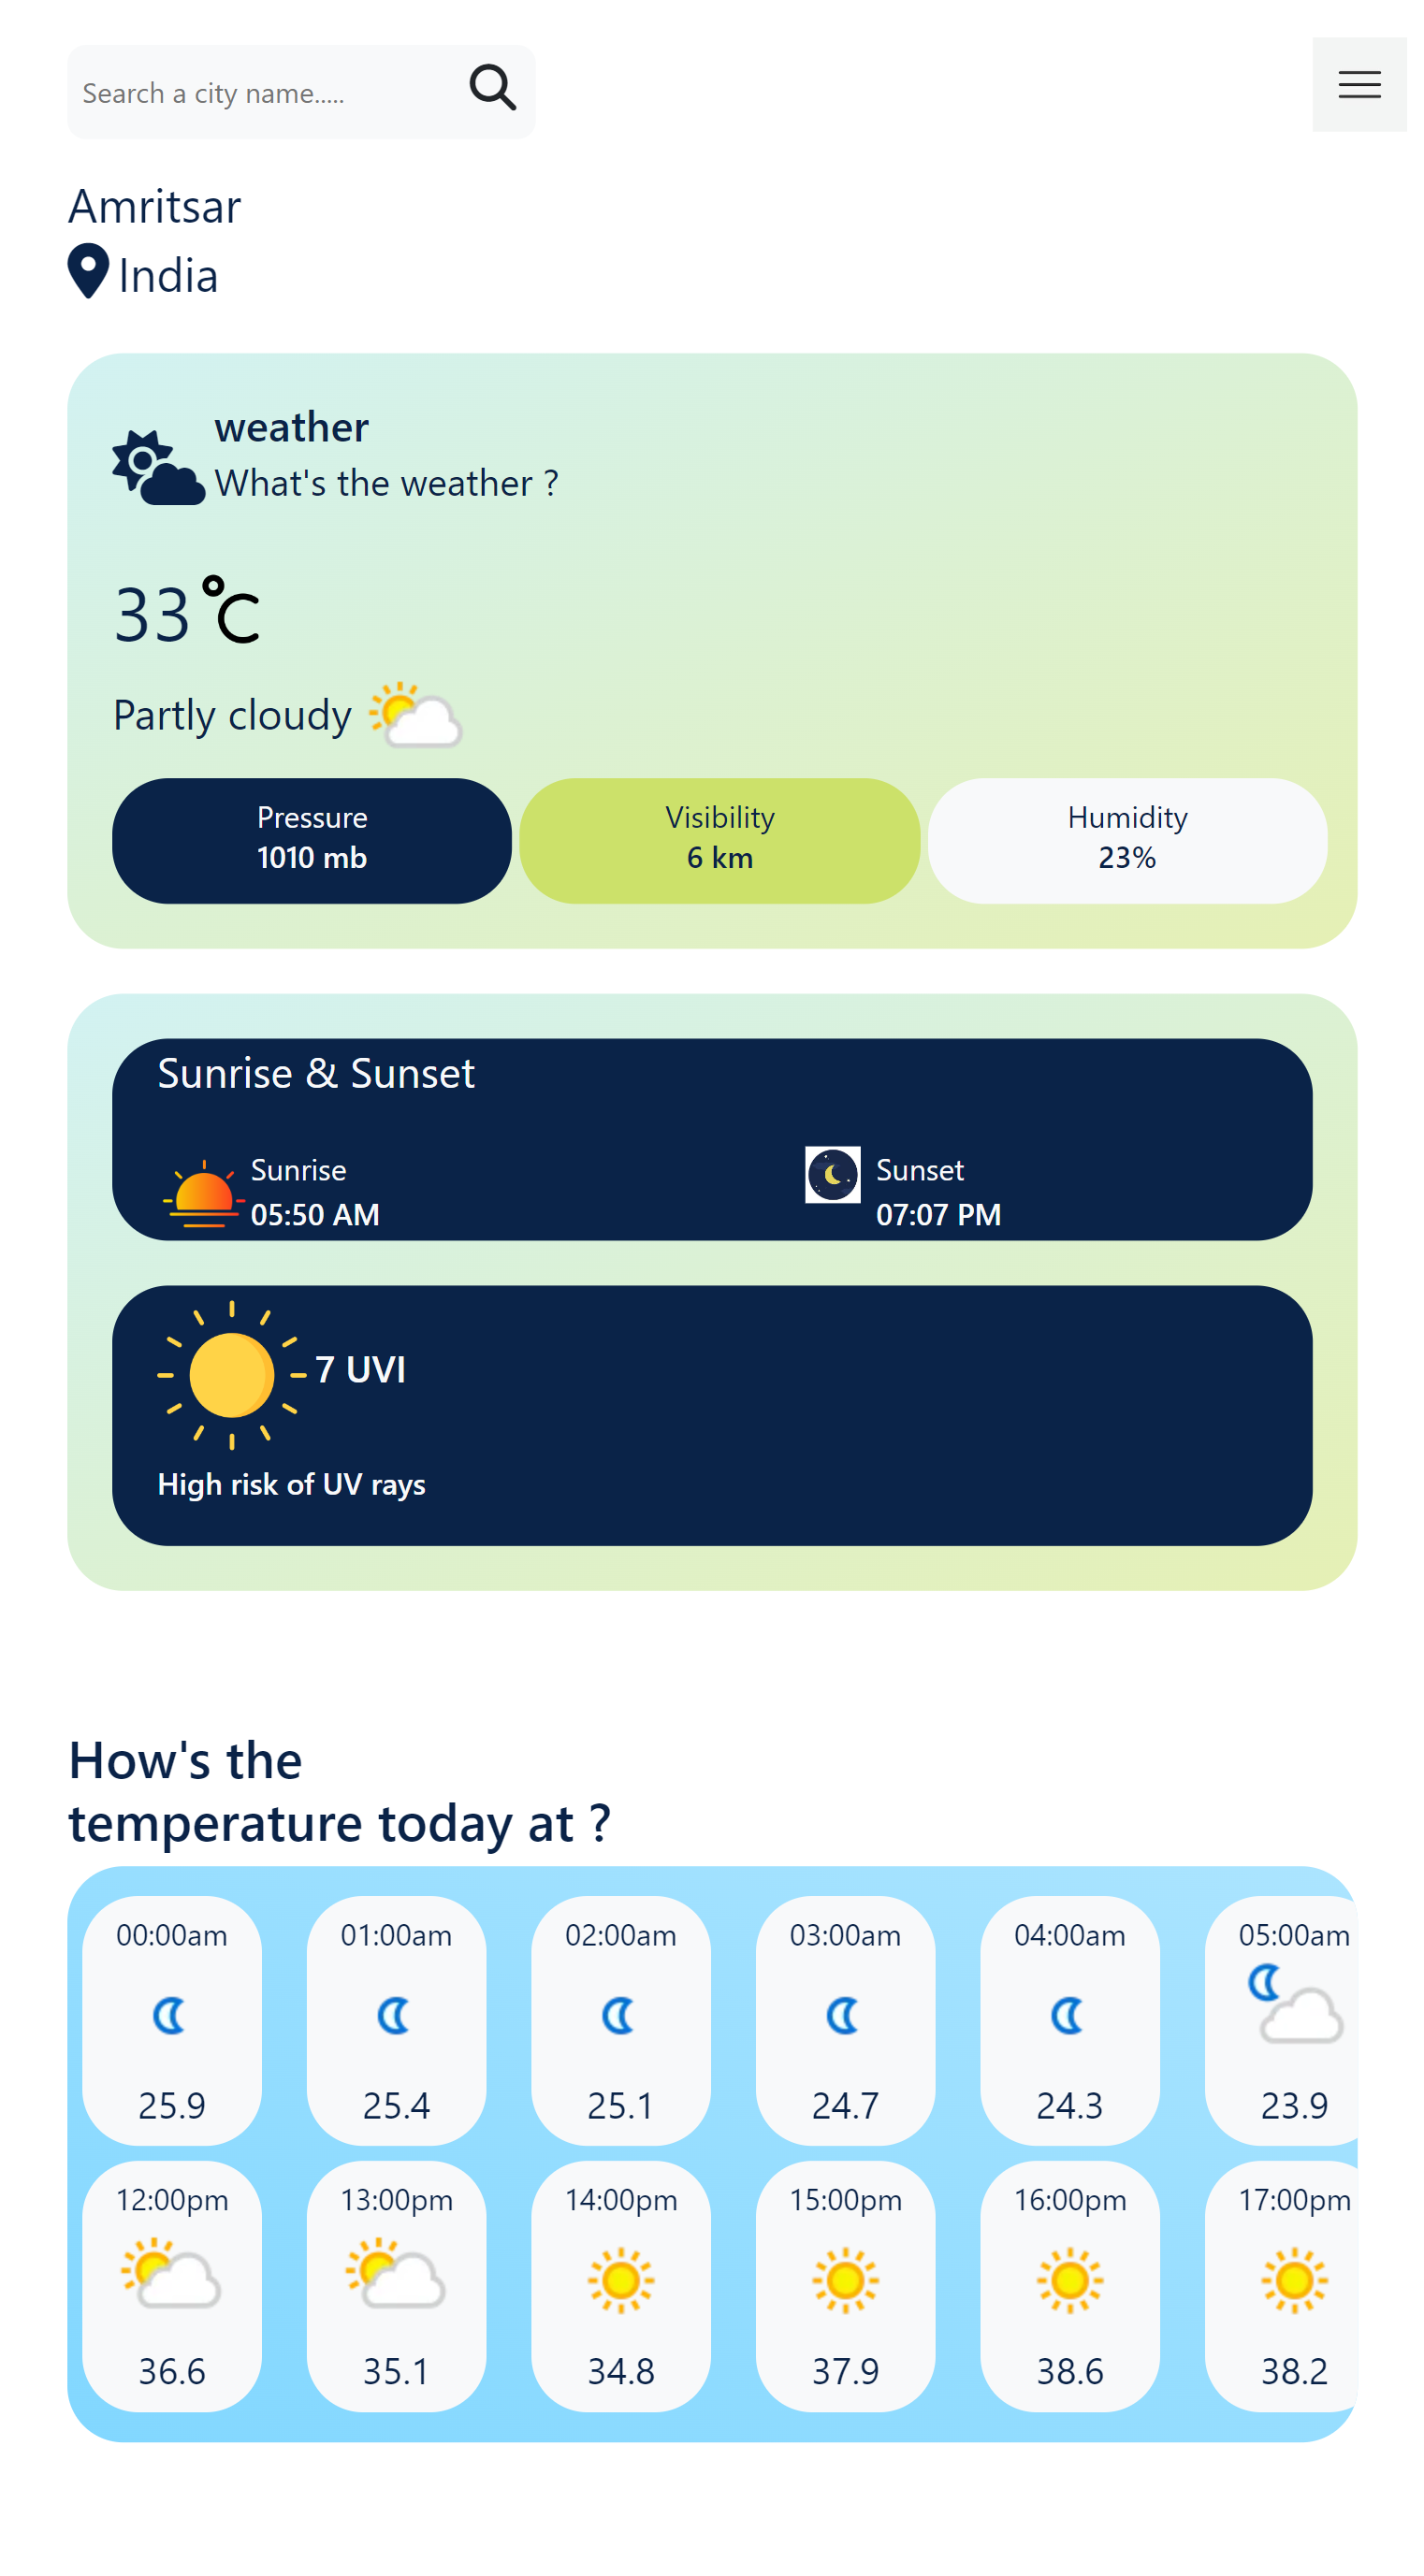 Search a city name.....
Amritsar
India
weather
What's the weather ?
33 °C
Partly cloudy
Pressure
1010 mb
Visibility
6 km
Humidity
23%
Sunrise & Sunset
Sunrise
05:50 AM
Sunset
07:07 PM
7 UVI
High risk of UV rays
How's the
temperature today at ?
00:00am 01:00am 02:00am 03:00am 04:00am 05:00am
25.9 25.4 25.1 24.7 24.3 23.9
12:00pm 13:00pm 14:00pm 15:00pm 16:00pm 17:00pm
36.6 35.1 34.8 37.9 38.6 38.2